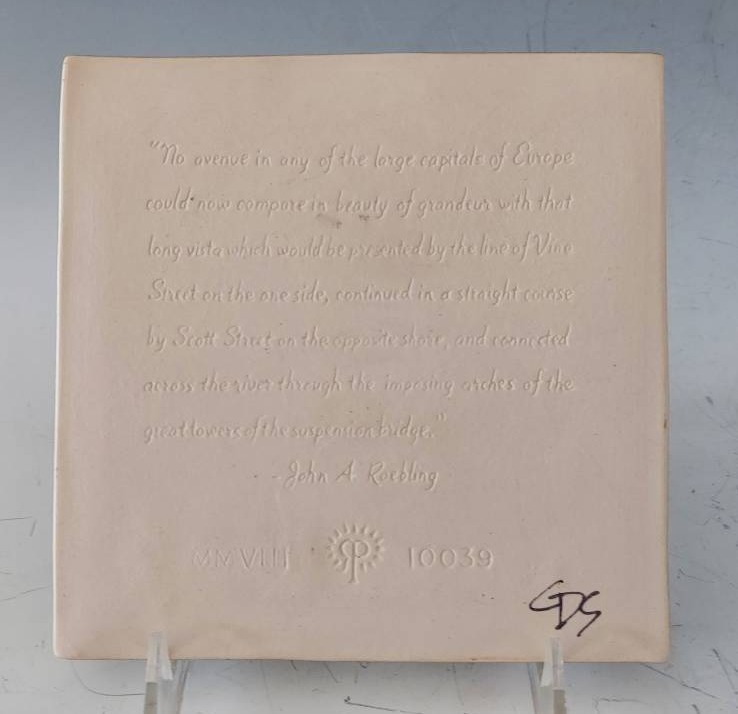 "No avenue in any of the large capitals of Europe
could now compare in beauty of grandeur with that
long vista which would be presented by the line of Vine
Street on the one side, continued in a straight course
by Scott Street on the opposite shore, and connected
across the river through the imposing arches of the
great towers of the suspension bridge."
- John A. Roebling
MMVIII RP 10039
GDS